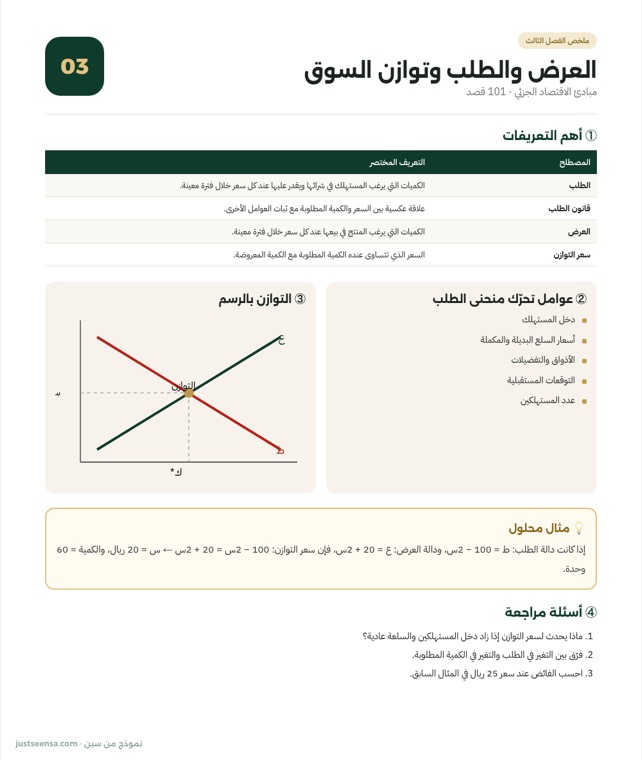 ملخص الفصل الثالث
العرض والطلب وتوازن السوق
مبادئ الاقتصاد الجزئي · 101 قصد
03
① أهم التعريفات
المصطلح التعريف المختصر
الطلب الكميات التي يرغب المستهلك في شرائها ويقدر عليها عند كل سعر خلال فترة معينة.
قانون الطلب علاقة عكسية بين السعر والكمية المطلوبة مع ثبات العوامل الأخرى.
العرض الكميات التي يرغب المنتج في بيعها عند كل سعر خلال فترة معينة.
سعر التوازن السعر الذي تتساوى عنده الكمية المطلوبة مع الكمية المعروضة.
② عوامل تحرّك منحنى الطلب
دخل المستهلك
أسعار السلع البديلة والمكملة
الأذواق والتفضيلات
التوقعات المستقبلية
عدد المستهلكين
③ التوازن بالرسم
ع
التوازن
ط
ك*
💡 مثال محلول
إذا كانت دالة الطلب: ط = 100 − 2س، ودالة العرض: ع = 20 + 2س، فإن سعر التوازن: 100 − 2س = 20 + 2س ← س = 20 ريال، والكمية = 60
وحدة.
④ أسئلة مراجعة
1. ماذا يحدث لسعر التوازن إذا زاد دخل المستهلكين والسلعة عادية؟
2. فرّق بين التغير في الطلب والتغير في الكمية المطلوبة.
3. احسب الفائض عند سعر 25 ريال في المثال السابق.
نموذج من سين · justseensa.com